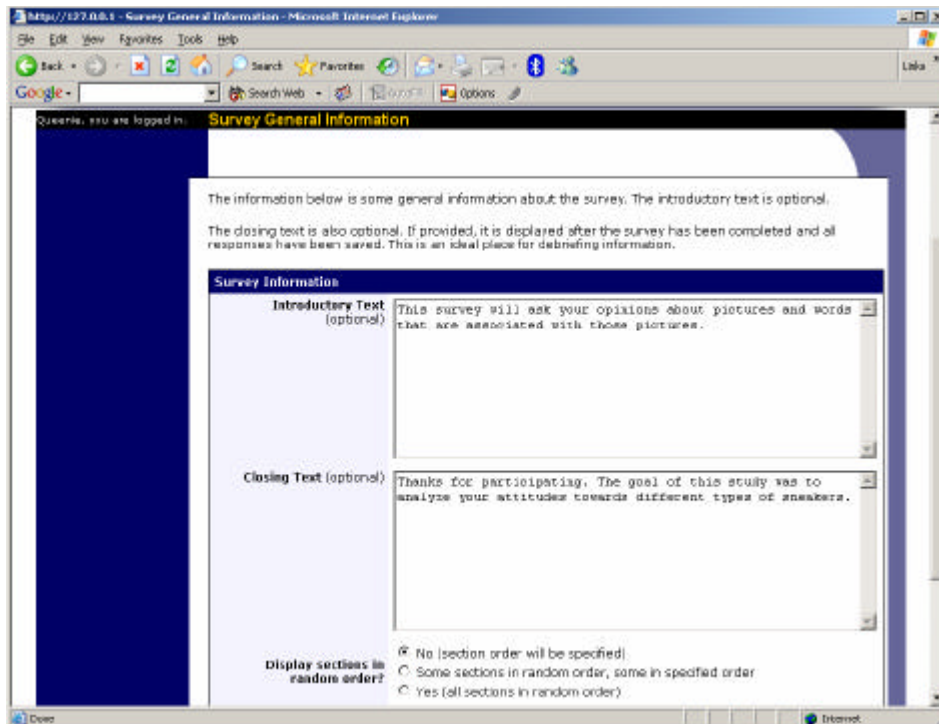 http://127.0.0.1 - Survey General Information - Microsoft Internet Explorer
File Edit View Favorites Tools Help
Back Search Favorites Links
Google Search Web Options
Queenie, you are logged in. Survey General Information
The information below is some general information about the survey. The introductory text is optional.
The closing text is also optional. If provided, it is displayed after the survey has been completed and all
responses have been saved. This is an ideal place for debriefing information.
Survey Information
Introductory Text
(optional)
This survey will ask your opinions about pictures and words
that are associated with those pictures.
Closing Text (optional)
Thanks for participating. The goal of this study was to
analyze your attitudes towards different types of sneakers.
Display sections in
random order?
No (section order will be specified)
Some sections in random order, some in specified order
Yes (all sections in random order)
Done Internet